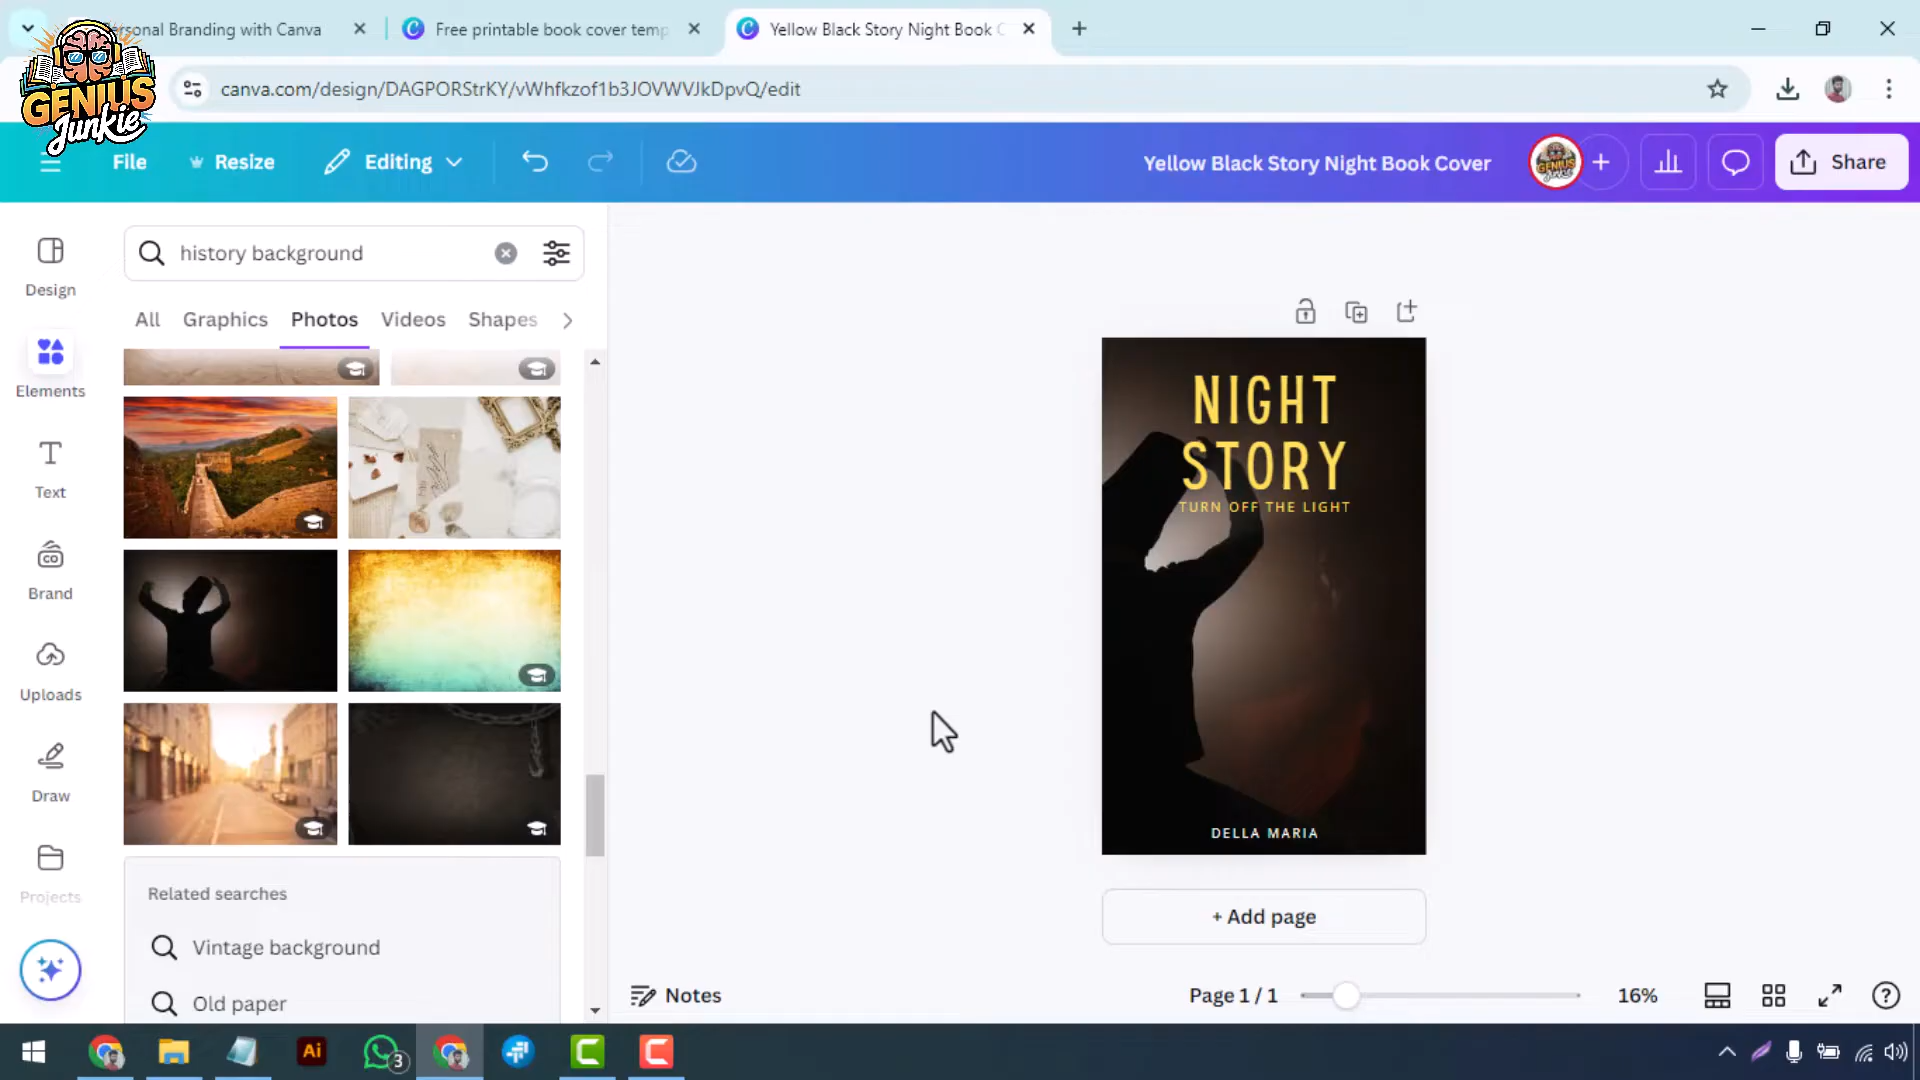 Personal Branding with Canva
Free printable book cover temp
Yellow Black Story Night Book C
GENIUS
Junkie
canva.com/design/DAGPORStrKY/vWhfkzof1b3JOVWVJkDpvQ/edit
File
Resize
Editing
Yellow Black Story Night Book Cover
Share
Design
Elements
Text
Brand
Uploads
Draw
Projects
history background
All Graphics Photos Videos Shapes
NIGHT
STORY
TURN OFF THE LIGHT
DELLA MARIA
Related searches
Vintage background
Old paper
+ Add page
Notes
Page 1 / 1
16%
Ai
3